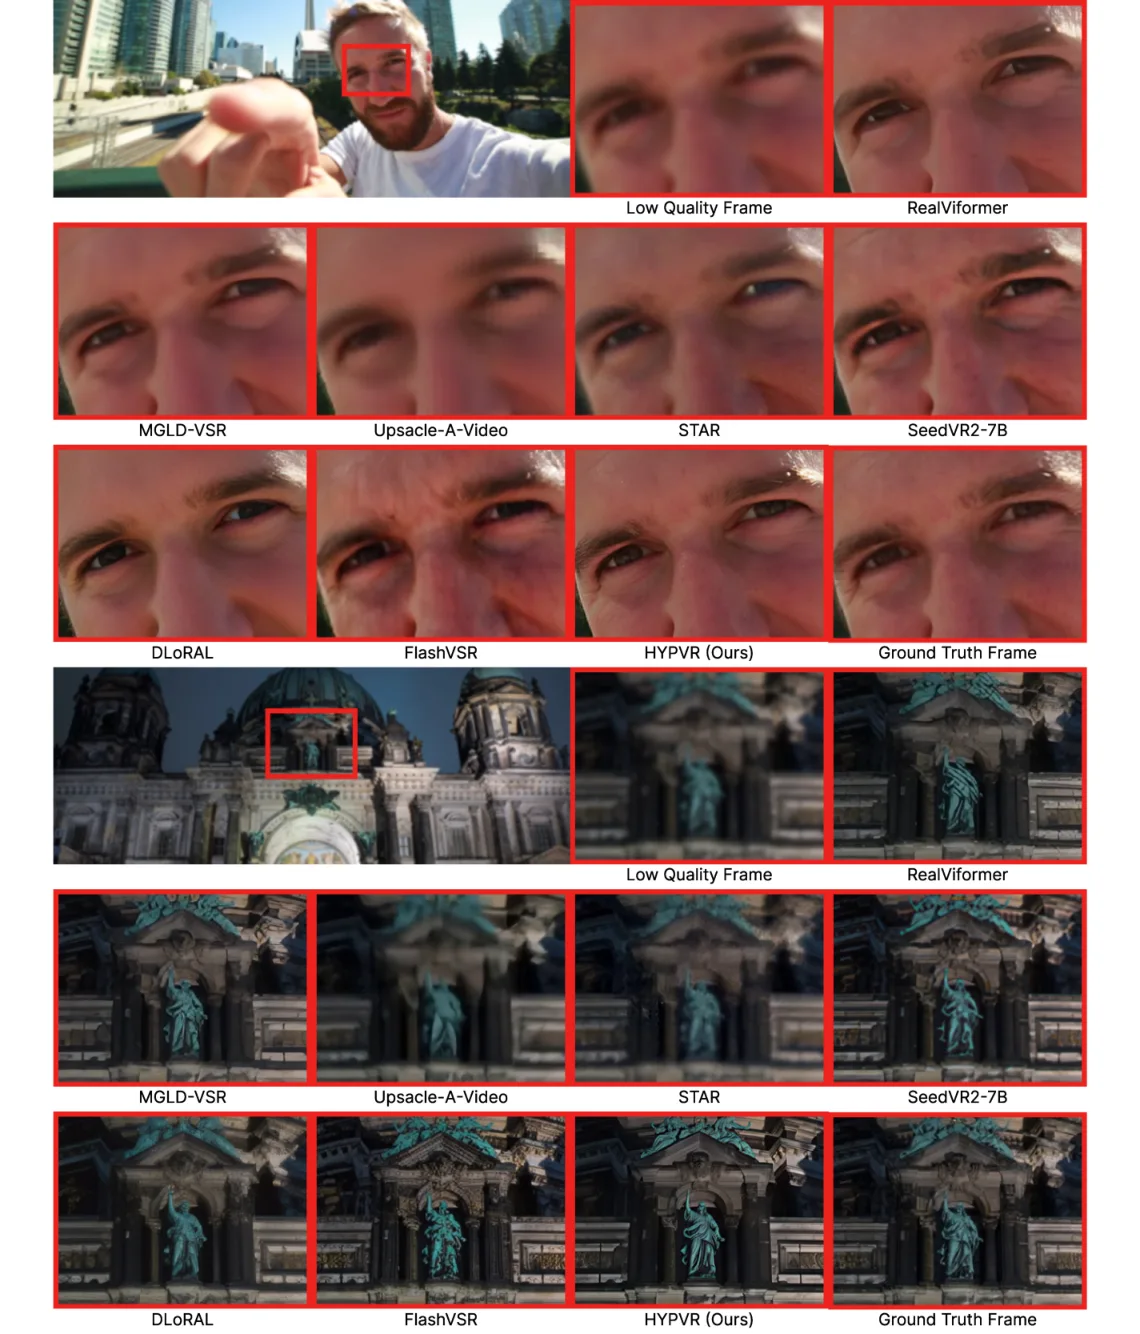 Low Quality Frame
RealViformer
MGLD-VSR
Upsacle-A-Video
STAR
SeedVR2-7B
DLoRAL
FlashVSR
HYPVR (Ours)
Ground Truth Frame
Low Quality Frame
RealViformer
MGLD-VSR
Upsacle-A-Video
STAR
SeedVR2-7B
DLoRAL
FlashVSR
HYPVR (Ours)
Ground Truth Frame